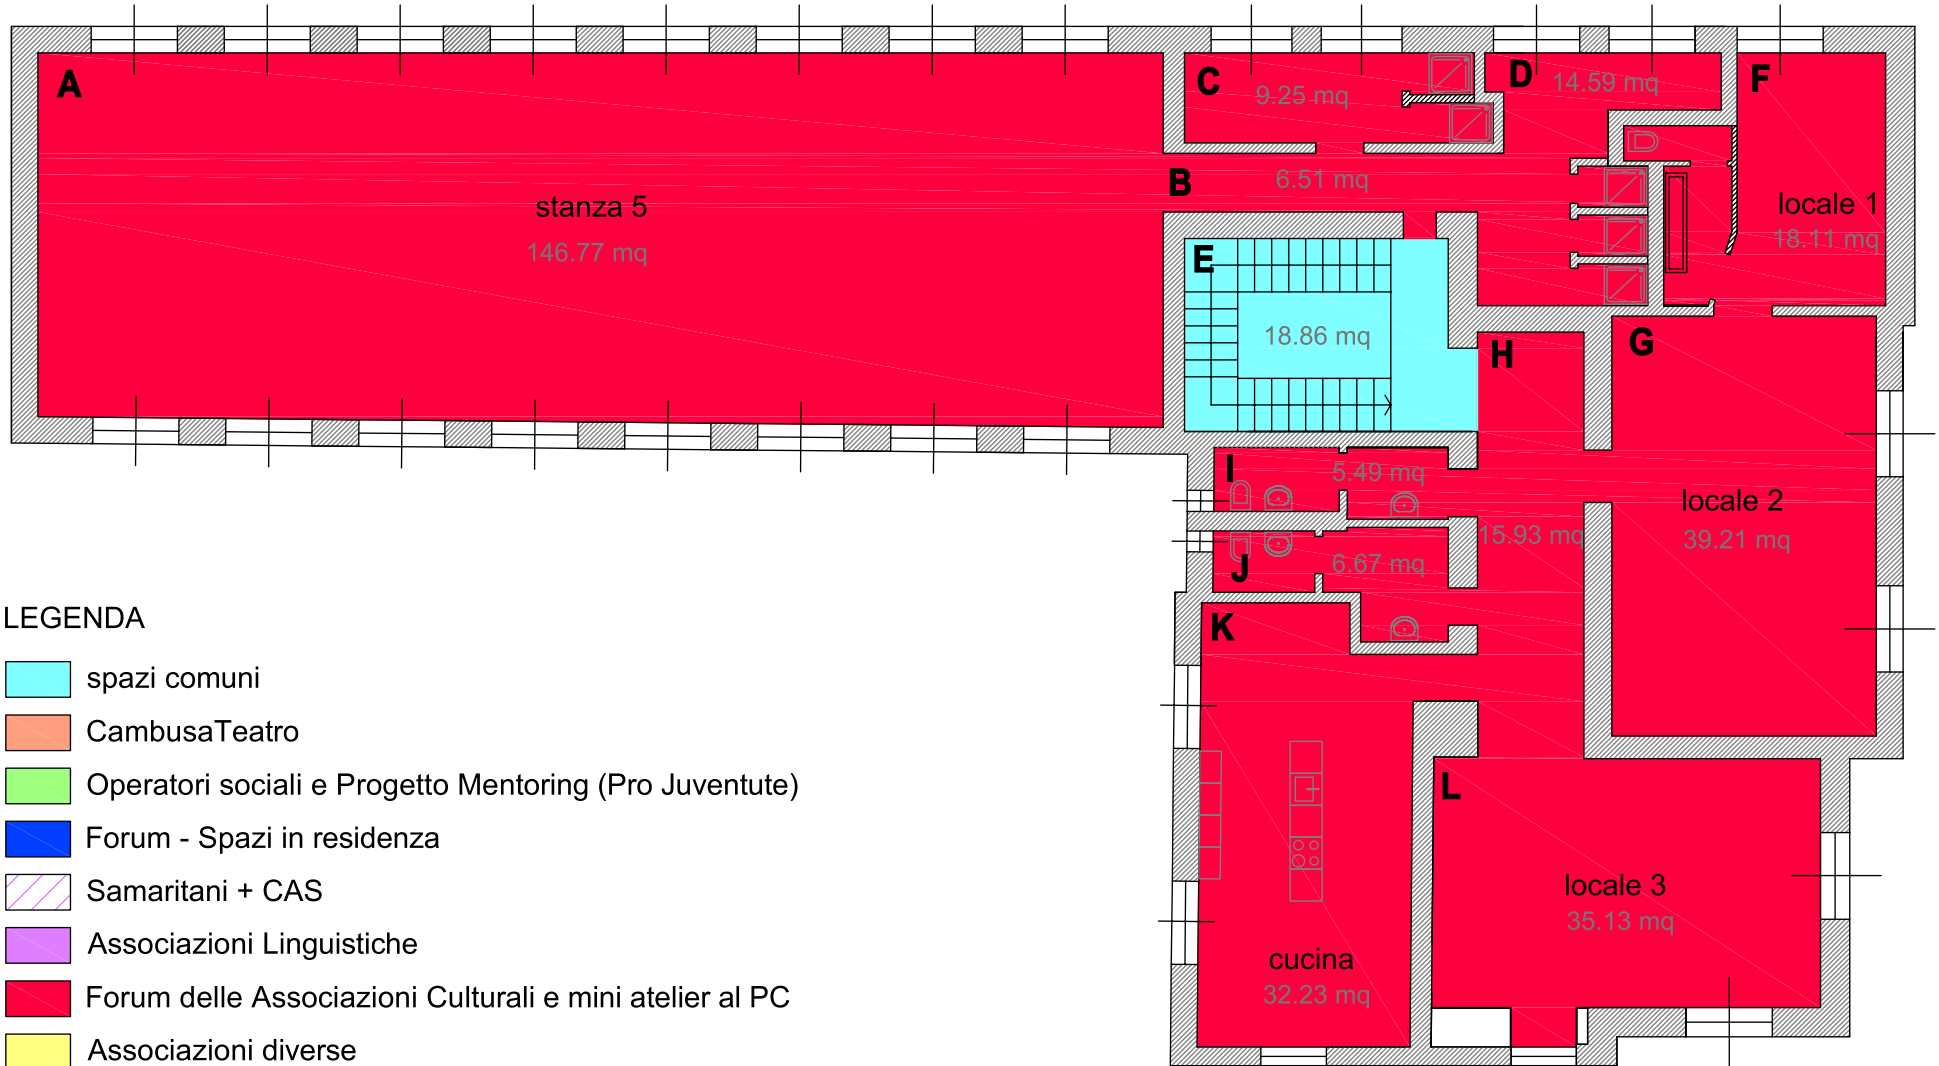 A
C
9.25 mq
D
14.59 mq
F
B
6.51 mq
stanza 5
146.77 mq
locale 1
18.11 mq
E
18.86 mq
H
G
I
5.49 mq
locale 2
39.21 mq
15.93 mq
J
6.67 mq
K
L
locale 3
35.13 mq
cucina
32.23 mq
LEGENDA
spazi comuni
CambusaTeatro
Operatori sociali e Progetto Mentoring (Pro Juventute)
Forum - Spazi in residenza
Samaritani + CAS
Associazioni Linguistiche
Forum delle Associazioni Culturali e mini atelier al PC
Associazioni diverse